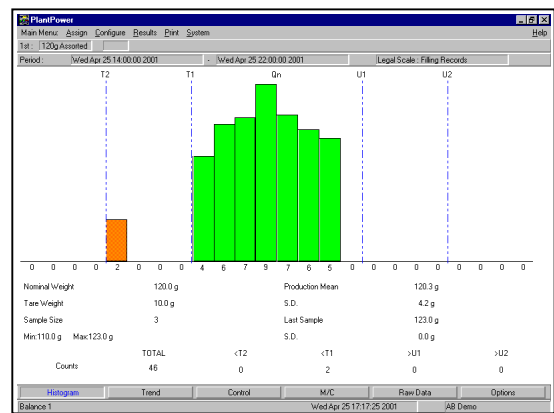 PlantPower
Main Menu: Assign Configure Results Print System Help
1st : 120g Assorted
Period : Wed Apr 25 14:00:00 2001 - Wed Apr 25 22:00:00 2001 Legal Scale : Filling Records
T2 T1 Qn U1 U2
0 0 0 0 2 0 0 0 4 6 7 9 7 6 5 0 0 0 0 0 0 0 0 0
Nominal Weight 120.0 g Production Mean 120.3 g
Tare Weight 10.0 g S.D. 4.2 g
Sample Size 3 Last Sample 123.0 g
Min:110.0 g Max:123.0 g S.D. 0.0 g
TOTAL <T2 <T1 >U1 >U2
Counts 46 0 2 0 0
Histogram Trend Control M/C Raw Data Options
Balance 1 Wed Apr 25 17:17:25 2001 AB Demo